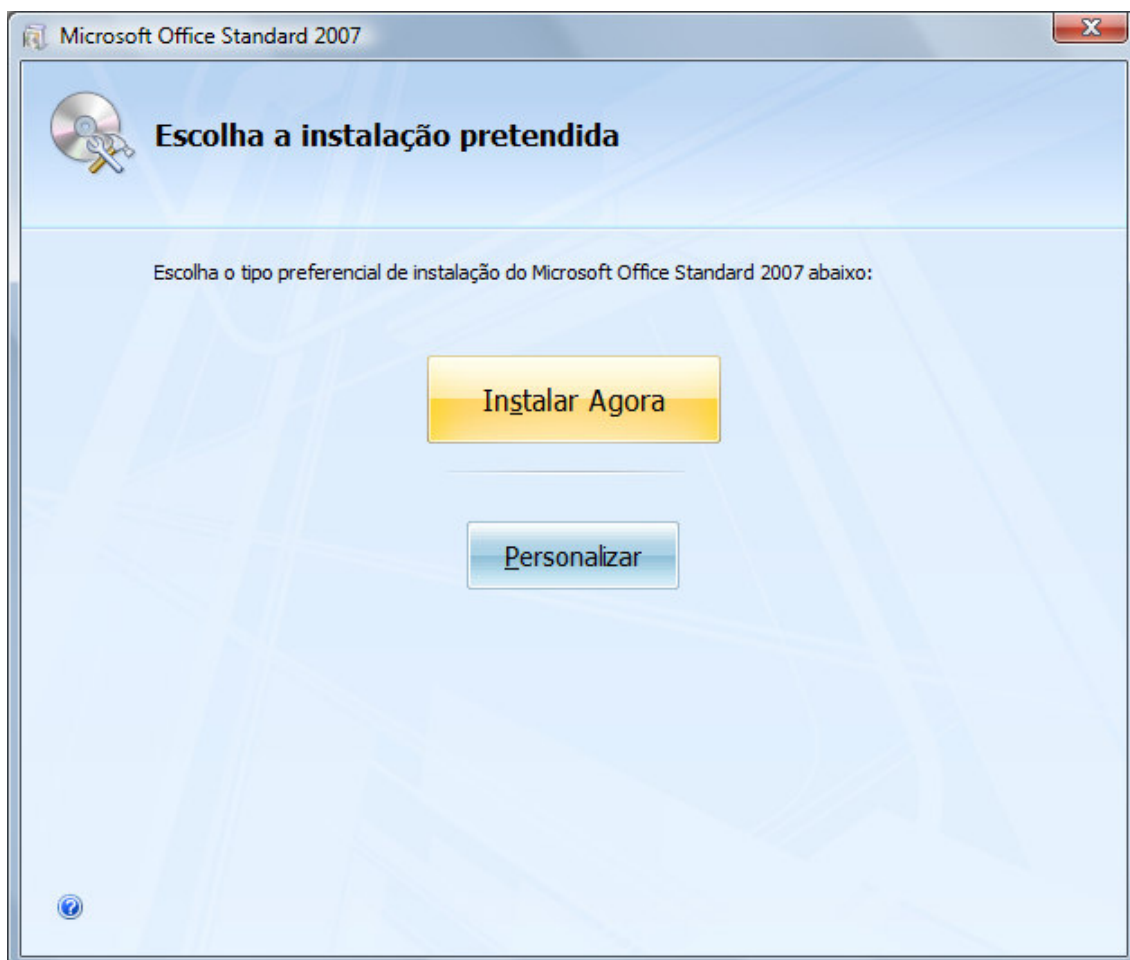 Microsoft Office Standard 2007
Escolha a instalação pretendida
Escolha o tipo preferencial de instalação do Microsoft Office Standard 2007 abaixo:
Instalar Agora
Personalizar